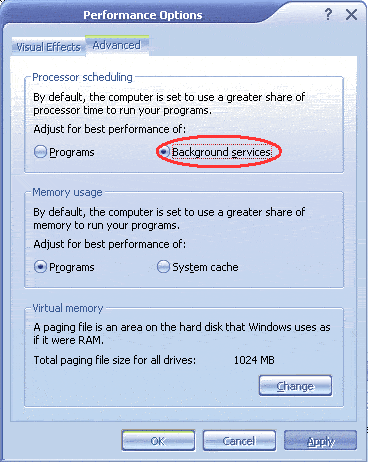 Performance Options
Visual Effects
Advanced
Processor scheduling
By default, the computer is set to use a greater share of
processor time to run your programs.
Adjust for best performance of:
Programs
Background services
Memory usage
By default, the computer is set to use a greater share of
memory to run your programs.
Adjust for best performance of:
Programs
System cache
Virtual memory
A paging file is an area on the hard disk that Windows uses as
if it were RAM.
Total paging file size for all drives: 1024 MB
Change
OK
Cancel
Apply